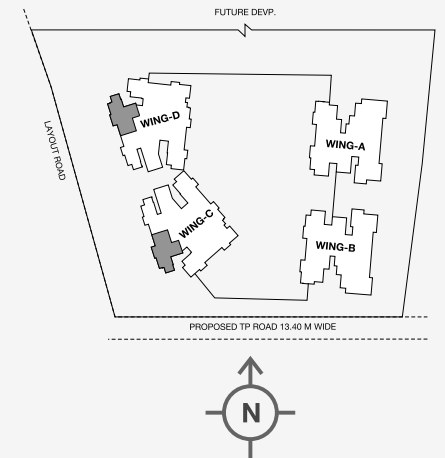 FUTURE DEVP.
LAYOUT ROAD
WING-D
WING-A
WING-C
WING-B
PROPOSED TP ROAD 13.40 M WIDE
N